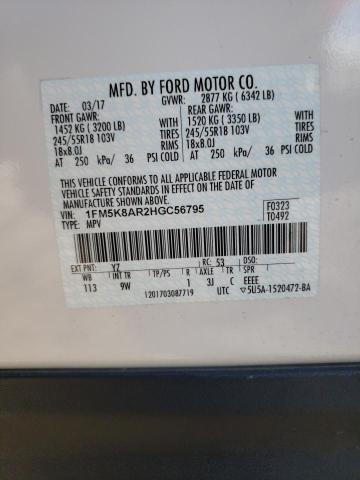 MFD. BY FORD MOTOR CO.
03/17 GVWR: 2877 KG ( 6342 LB)
FRONT GAWR: REAR GAWR:
1452 KG ( 3200 LB) WITH 1520 KG ( 3350 LB) WITH
245/55R18 103V TIRES 245/55R18 103V TIRES
18x8.0J RIMS 18x8.0J RIMS
AT 250 kPa/ 36 PSI COLD AT 250 kPa/ 36 PSI COLD
THIS VEHICLE CONFORMS TO ALL APPLICABLE FEDERAL MOTOR
VEHICLE SAFETY AND THEFT PREVENTION STANDARDS IN EFFECT ON THE DATE OF
MANUFACTURE SHOWN ABOVE.
VIN: 1FM5K8AR2HGC56795 F0323
TYPE: MPV T0492
EXT PNT: YZ RC: 53 DSO:
WB INT TR TP/PS R AXLE TR SPR
113 9W 1 3J C EEEE
1201703087719 UTC ▽5U5A-1520472-BA